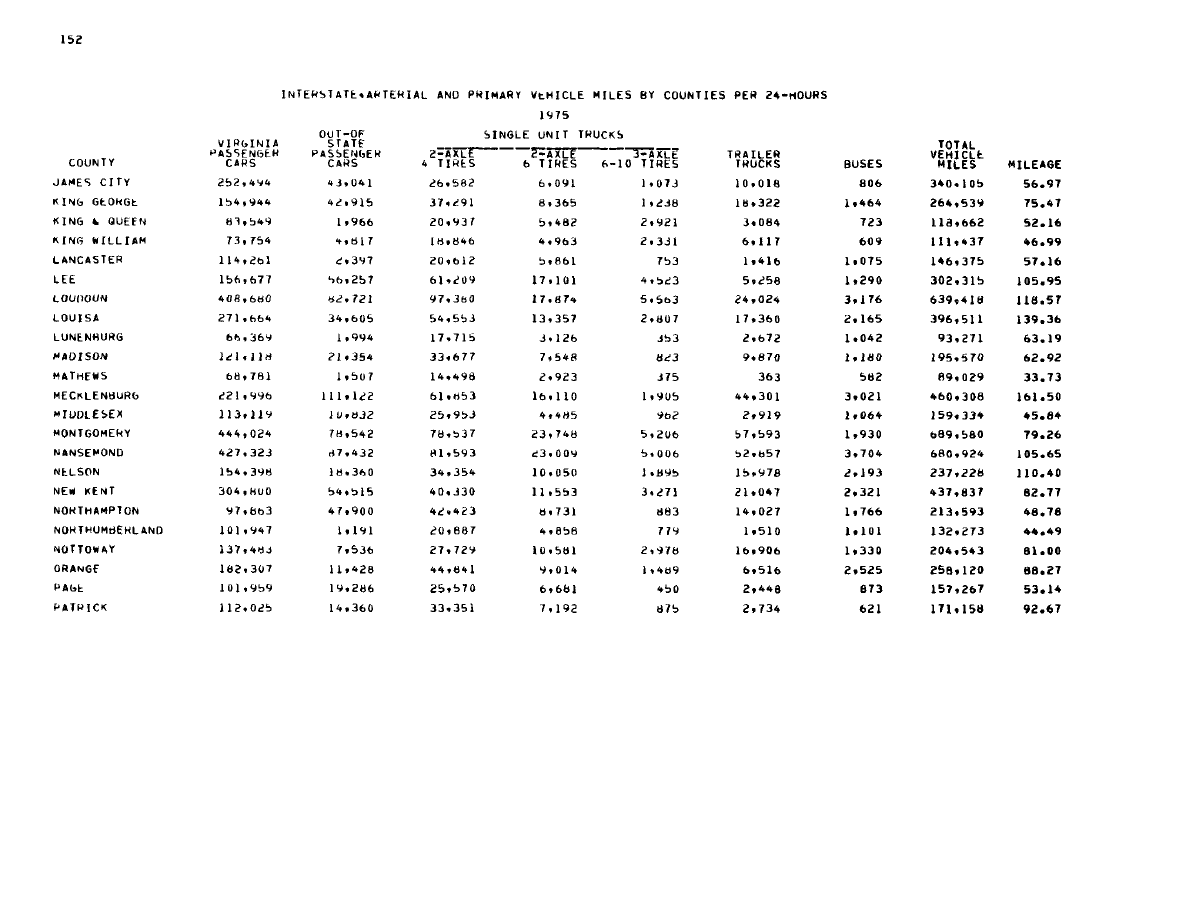 152
INTERSTATE,ARTERIAL AND PRIMARY VEHICLE MILES BY COUNTIES PER 24-HOURS
1975
OUT-OF SINGLE UNIT TRUCKS
VIRGINIA STATE TOTAL
PASSENGER PASSENGER 2-AXLE 2-AXLE 3-AXLE TRAILER VEHICLE
COUNTY CARS CARS 4 TIRES 6 TIRES 6-10 TIRES TRUCKS BUSES MILES MILEAGE
JAMES CITY 252,494 43,041 26,582 6,091 1,073 10,018 806 340,105 56.97
KING GEORGE 154,944 42,915 37,291 8,365 1,238 18,322 1,464 264,539 75.47
KING & QUEEN 83,549 1,966 20,937 5,482 2,921 3,084 723 118,662 52.16
KING WILLIAM 73,754 4,817 18,846 4,963 2,331 6,117 609 111,437 46.99
LANCASTER 114,261 2,397 20,612 5,861 753 1,416 1,075 146,375 57.16
LEE 156,677 56,257 61,209 17,101 4,523 5,258 1,290 302,315 105.95
LOUDOUN 408,680 82,721 97,380 17,874 5,563 24,024 3,176 639,418 118.57
LOUISA 271,664 34,605 54,553 13,357 2,807 17,360 2,165 396,511 139.36
LUNENBURG 66,369 1,994 17,715 3,126 353 2,672 1,042 93,271 63.19
MADISON 121,118 21,354 33,677 7,548 823 9,870 1,180 195,570 62.92
MATHEWS 68,781 1,507 14,498 2,923 375 363 582 89,029 33.73
MECKLENBURG 221,996 111,122 61,853 16,110 1,905 44,301 3,021 460,308 161.50
MIDDLESEX 113,119 10,832 25,953 4,485 962 2,919 1,064 159,334 45.84
MONTGOMERY 444,024 78,542 78,537 23,748 5,206 57,593 1,930 689,580 79.26
NANSEMOND 427,323 87,432 81,593 23,009 5,006 52,857 3,704 680,924 105.65
NELSON 154,398 18,360 34,354 10,050 1,895 15,978 2,193 237,228 110.40
NEW KENT 304,800 54,515 40,330 11,553 3,271 21,047 2,321 437,837 82.77
NORTHAMPTON 97,863 47,900 42,423 8,731 883 14,027 1,766 213,593 48.78
NORTHUMBERLAND 101,947 1,191 20,887 4,858 779 1,510 1,101 132,273 44.49
NOTTOWAY 137,483 7,536 27,729 10,581 2,978 16,906 1,330 204,543 81.00
ORANGE 182,307 11,428 44,841 9,014 1,489 6,516 2,525 258,120 88.27
PAGE 101,959 19,286 25,570 6,681 450 2,448 873 157,267 53.14
PATRICK 112,025 14,360 33,351 7,192 875 2,734 621 171,158 92.67